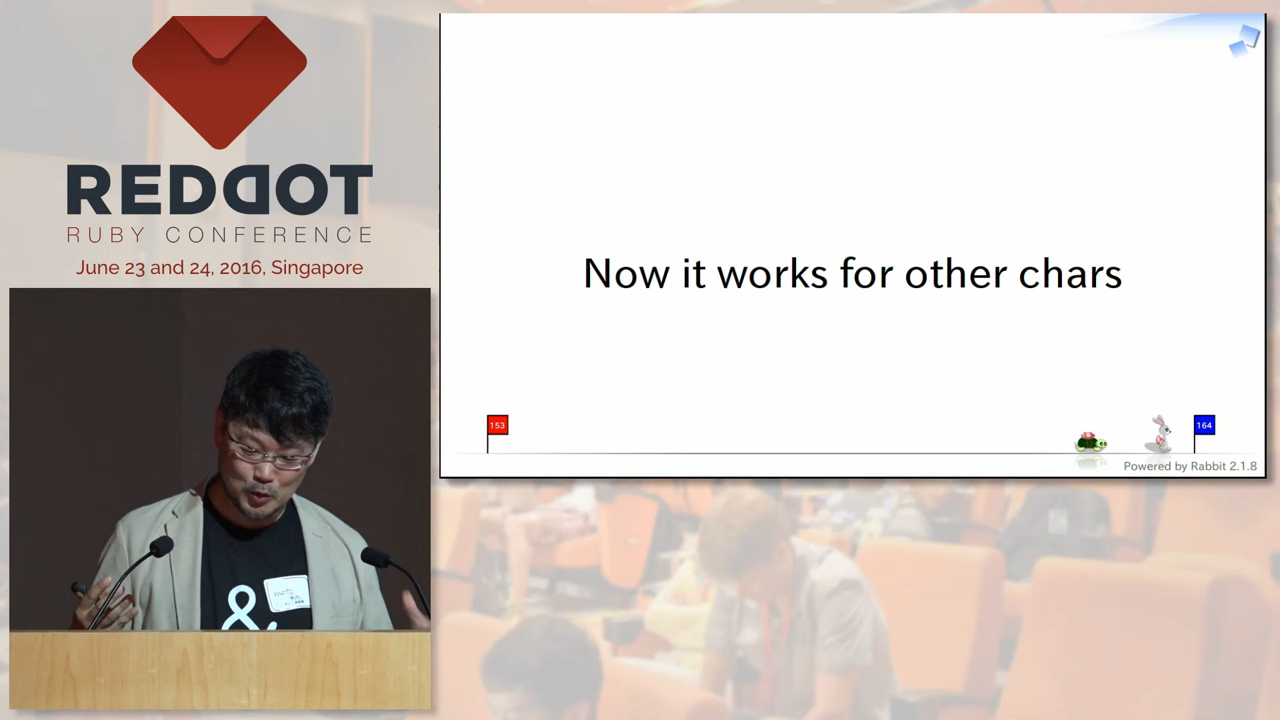 REDDOT
RUBY CONFERENCE
June 23 and 24, 2016, Singapore
Now it works for other chars
153
164
Powered by Rabbit 2.1.8
&